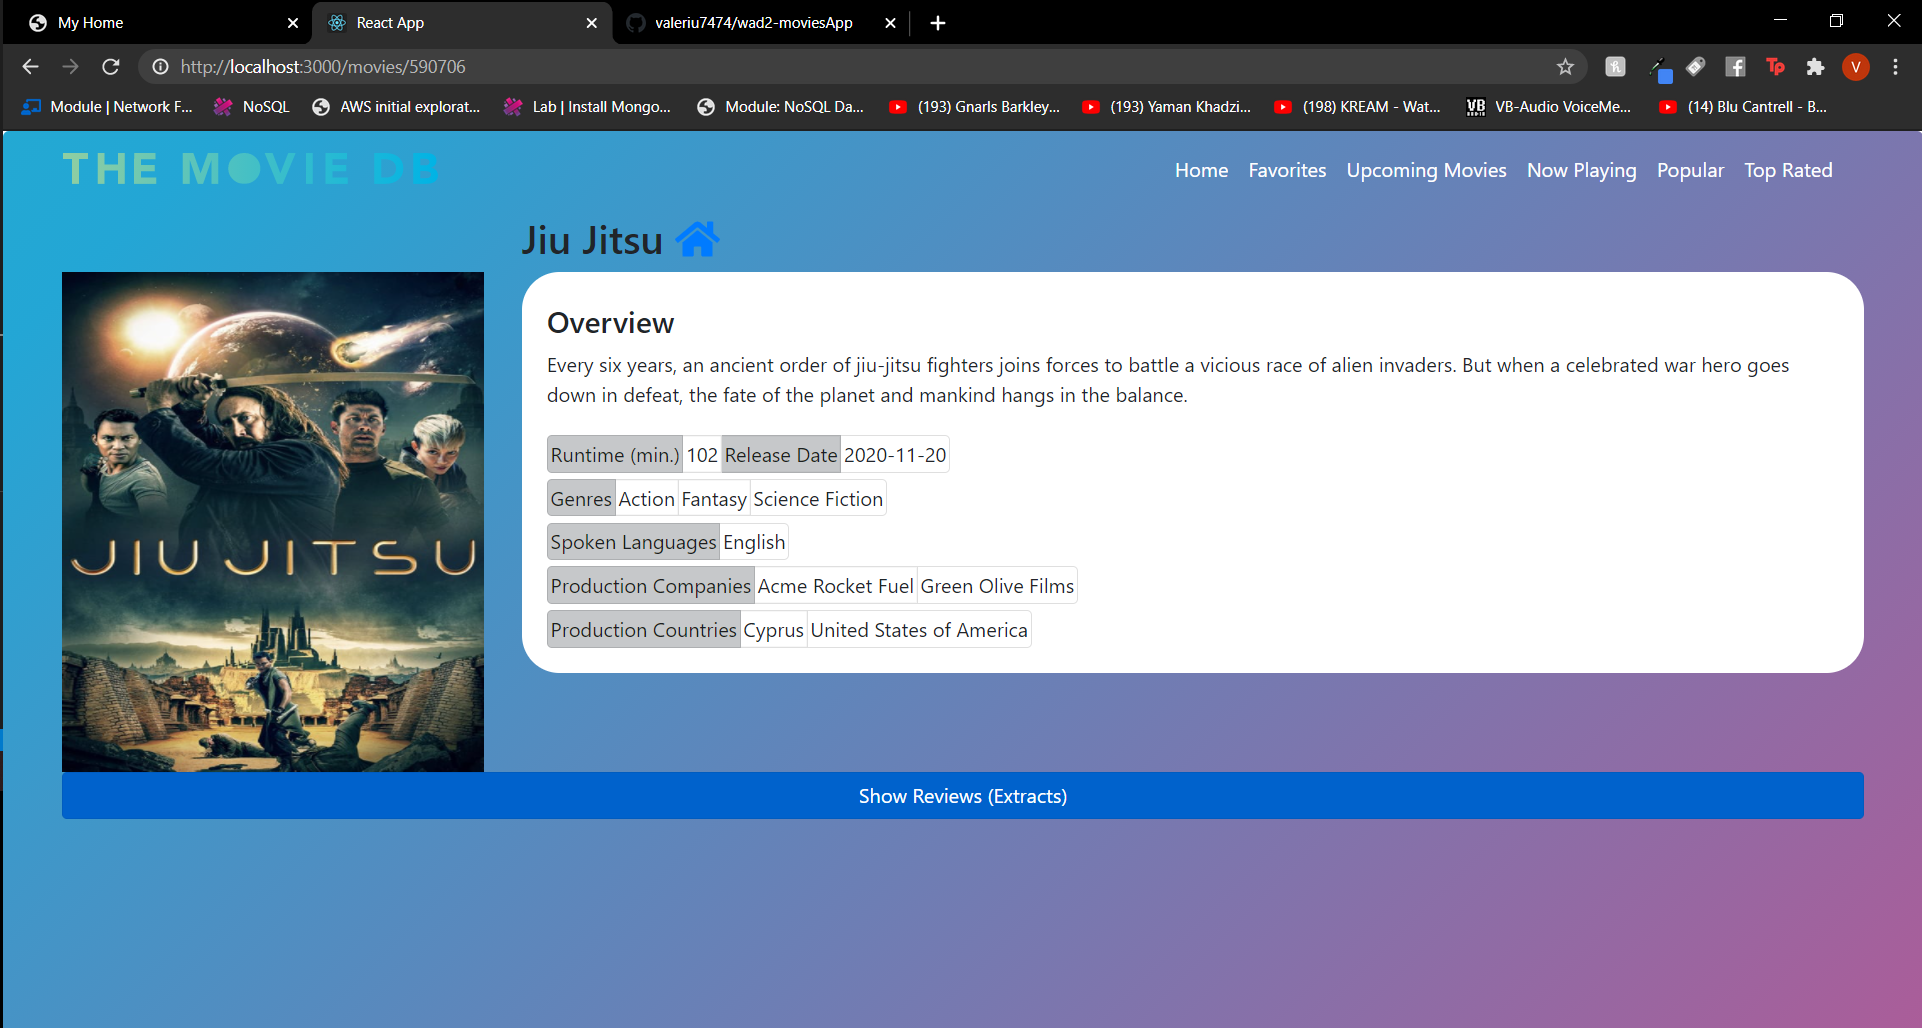 My Home
React App
valeriu7474/wad2-moviesApp
http://localhost:3000/movies/590706
V
Module | Network F...
NoSQL
AWS initial explorat...
Lab | Install Mongo...
Module: NoSQL Da...
(193) Gnarls Barkley...
(193) Yaman Khadzi...
(198) KREAM - Wat...
VB-Audio VoiceMe...
(14) Blu Cantrell - B...
THE MOVIE DB
Home Favorites Upcoming Movies Now Playing Popular Top Rated
Jiu Jitsu
Overview
Every six years, an ancient order of jiu-jitsu fighters joins forces to battle a vicious race of alien invaders. But when a celebrated war hero goes
down in defeat, the fate of the planet and mankind hangs in the balance.
Runtime (min.) 102 Release Date 2020-11-20
Genres Action Fantasy Science Fiction
Spoken Languages English
Production Companies Acme Rocket Fuel Green Olive Films
Production Countries Cyprus United States of America
JIU JITSU
Show Reviews (Extracts)